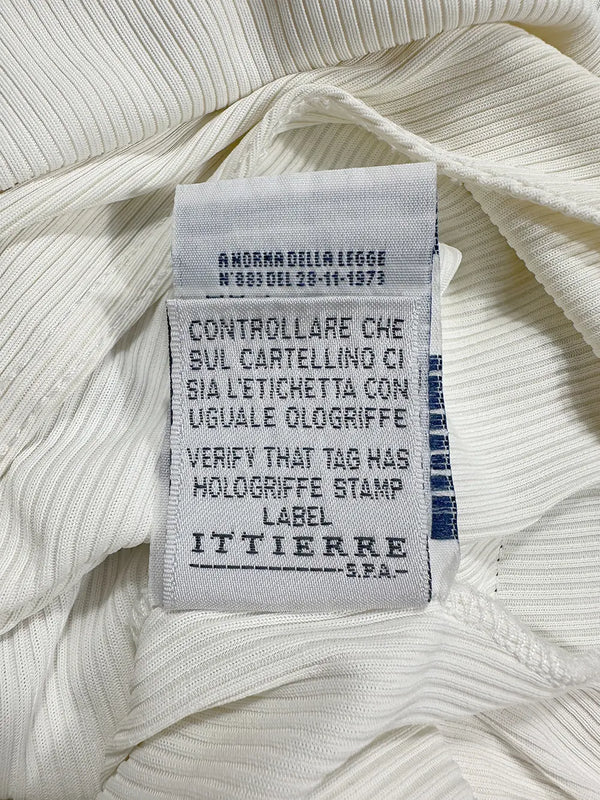 A NORMA DELLA LEGGE
N°883 DEL 26-11-1973
CONTROLLARE CHE
SUL CARTELLINO CI
SIA L'ETICHETTA CON
UGUALE OLOGRIFFE
VERIFY THAT TAG HAS
HOLOGRIFFE STAMP
LABEL
ITTIERRE
S.P.A.